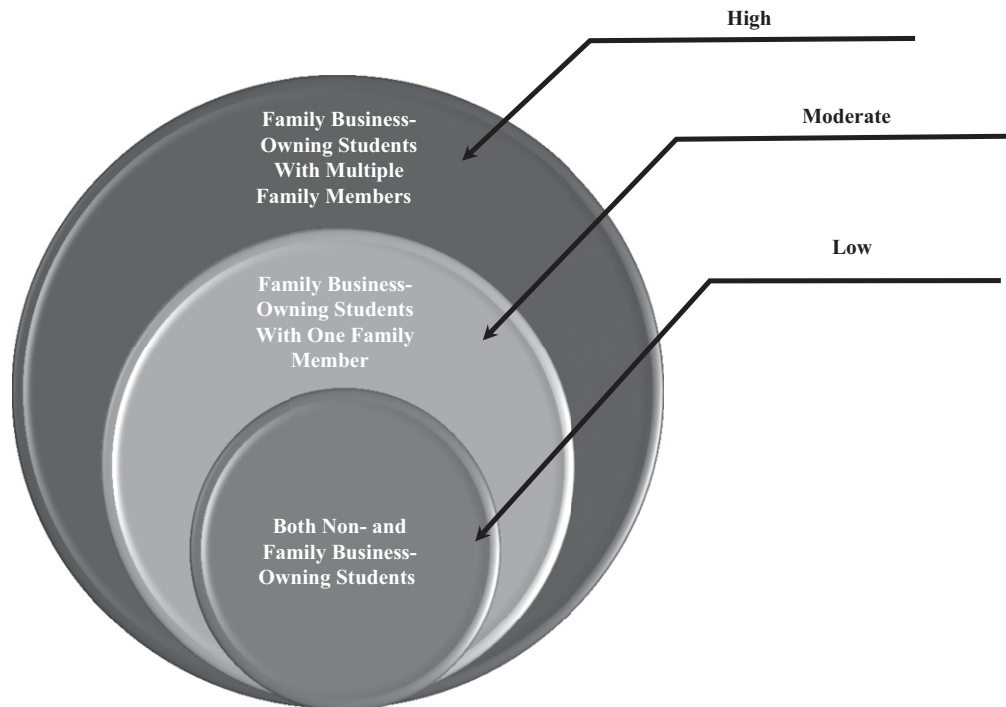 High
Family Business-
Owning Students
With Multiple
Family Members
Moderate
Low
Family Business-
Owning Students
With One Family
Member
Both Non- and
Family Business-
Owning Students